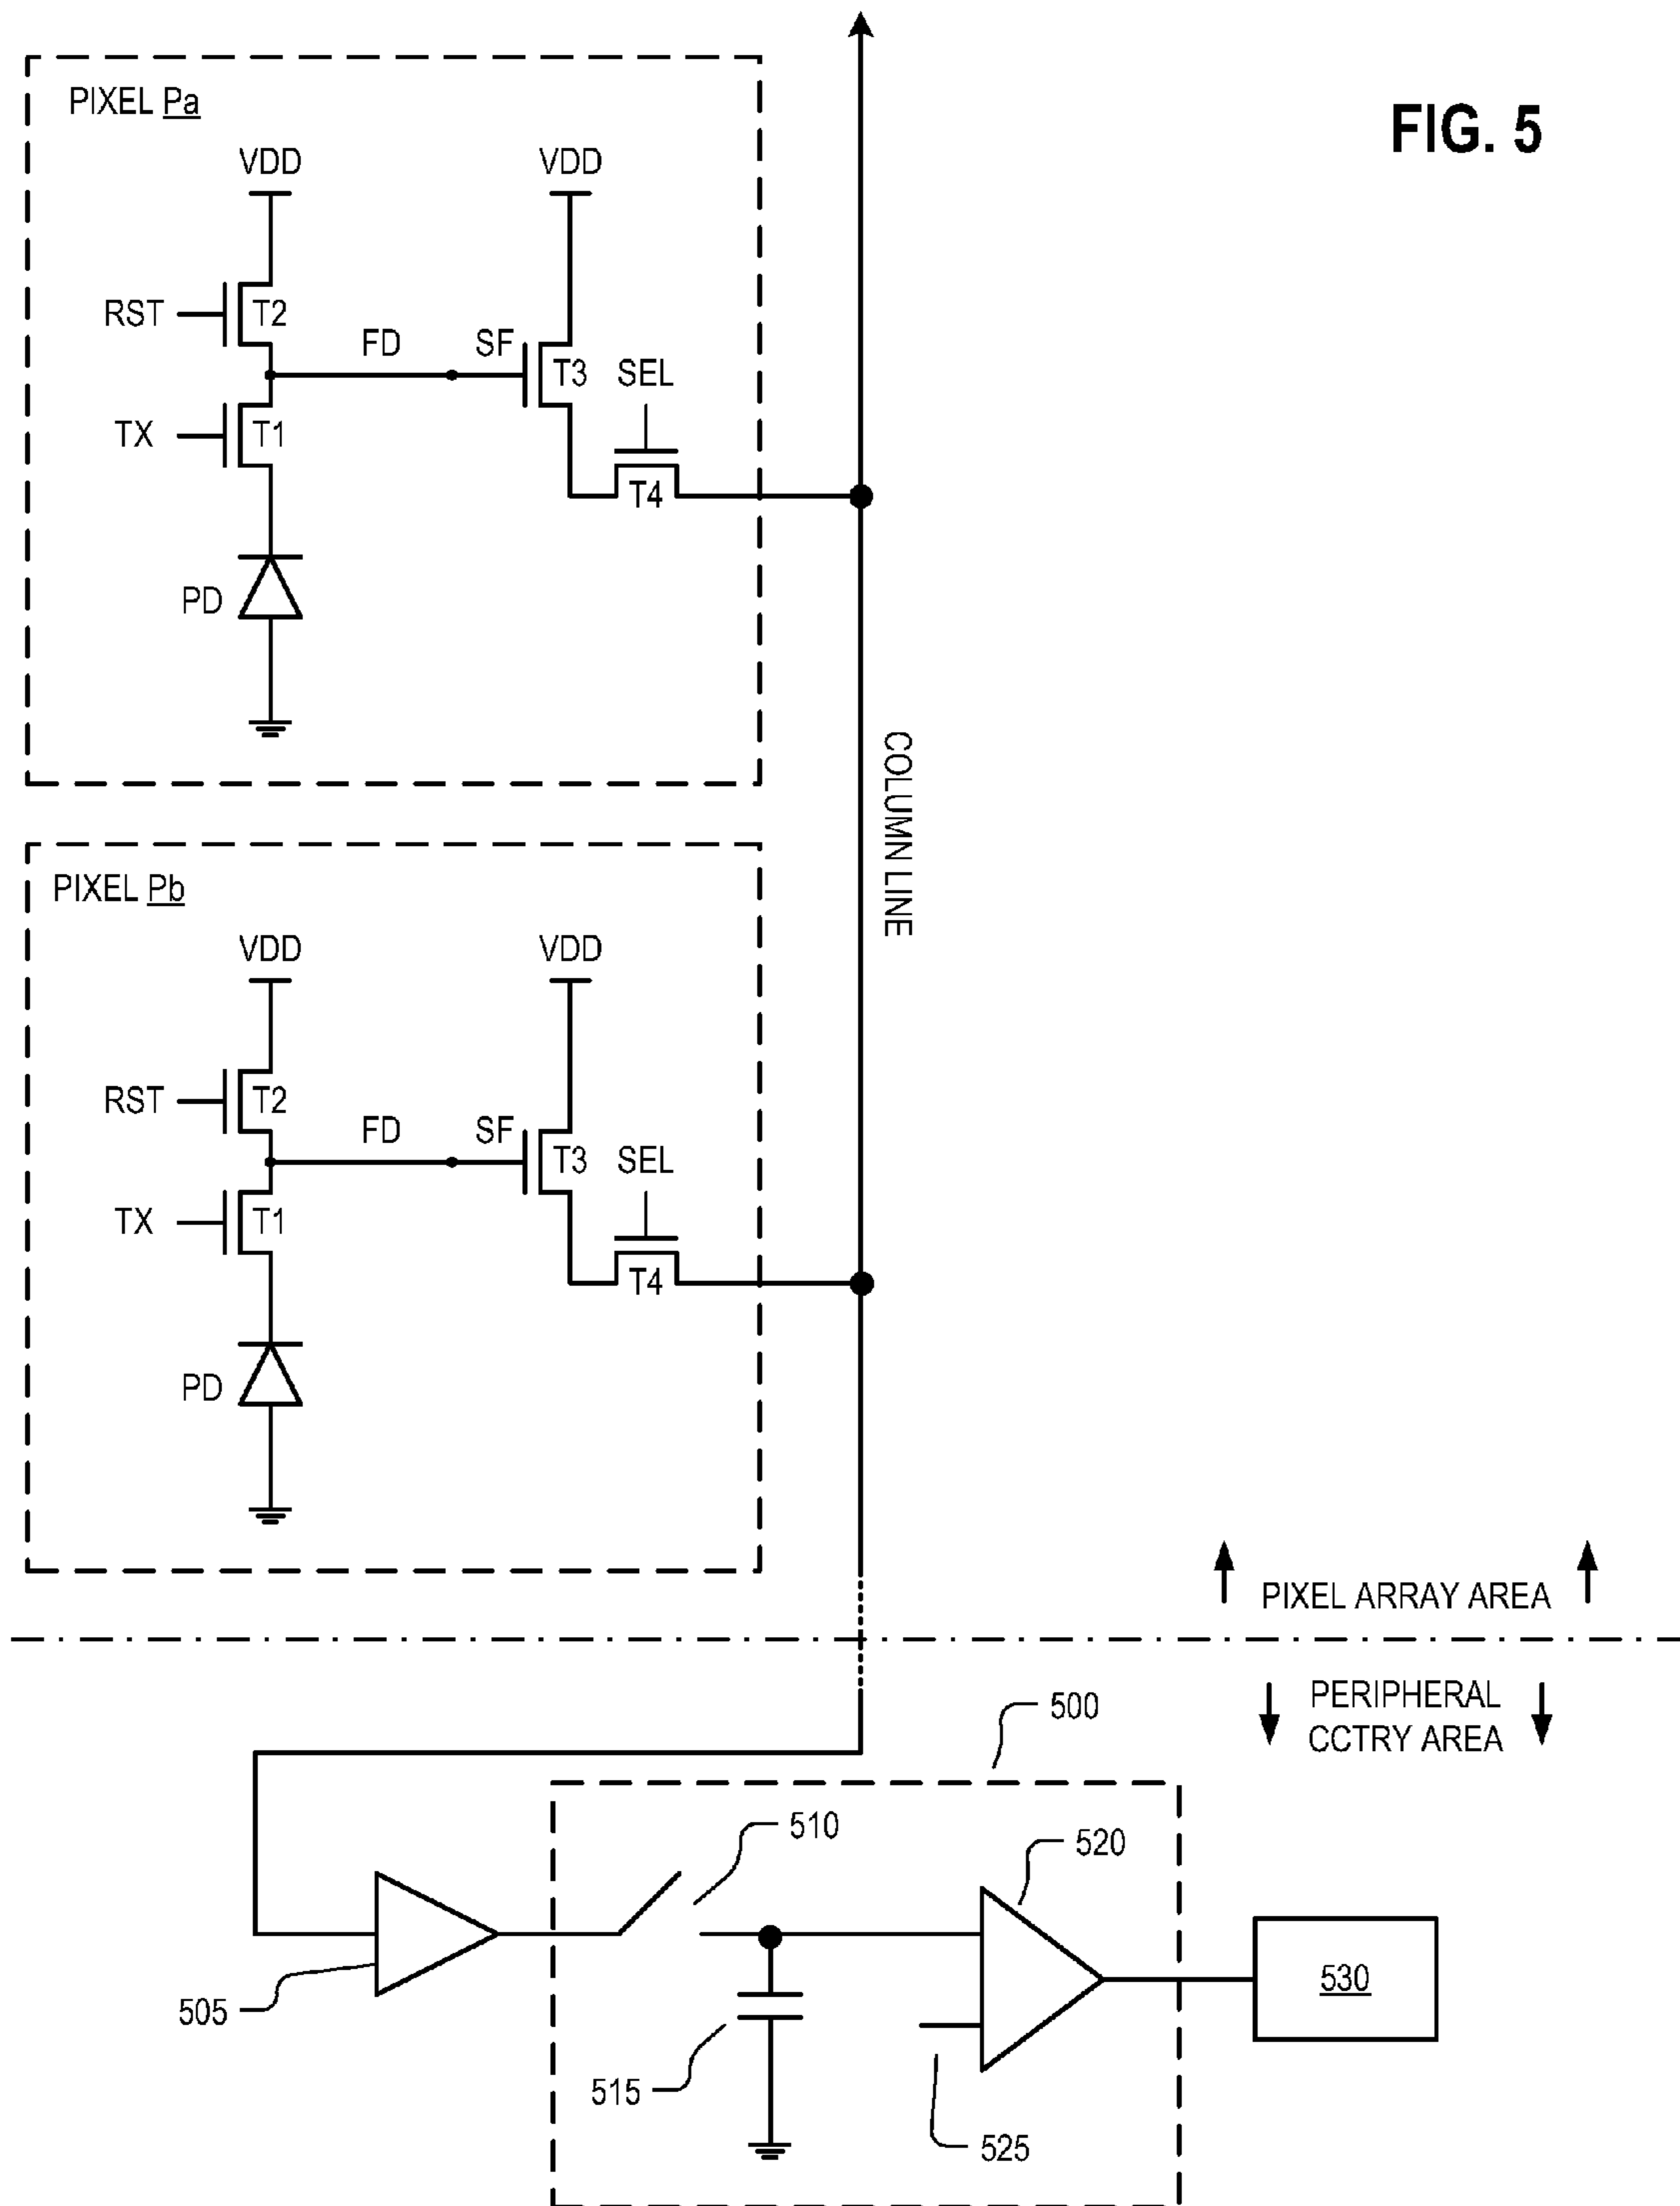 FIG. 5
PIXEL Pa
VDD
VDD
RST
T2
FD
SF
T3
SEL
TX
T1
T4
PD
COLUMN LINE
PIXEL Pb
VDD
VDD
RST
T2
FD
SF
T3
SEL
TX
T1
T4
PD
PIXEL ARRAY AREA
PERIPHERAL
CCTRY AREA
500
510
520
505
530
515
525